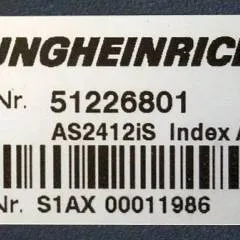 UNGHEINRICH
Nr. 51226801
AS2412iS Index A
Nr. S1AX 00011986